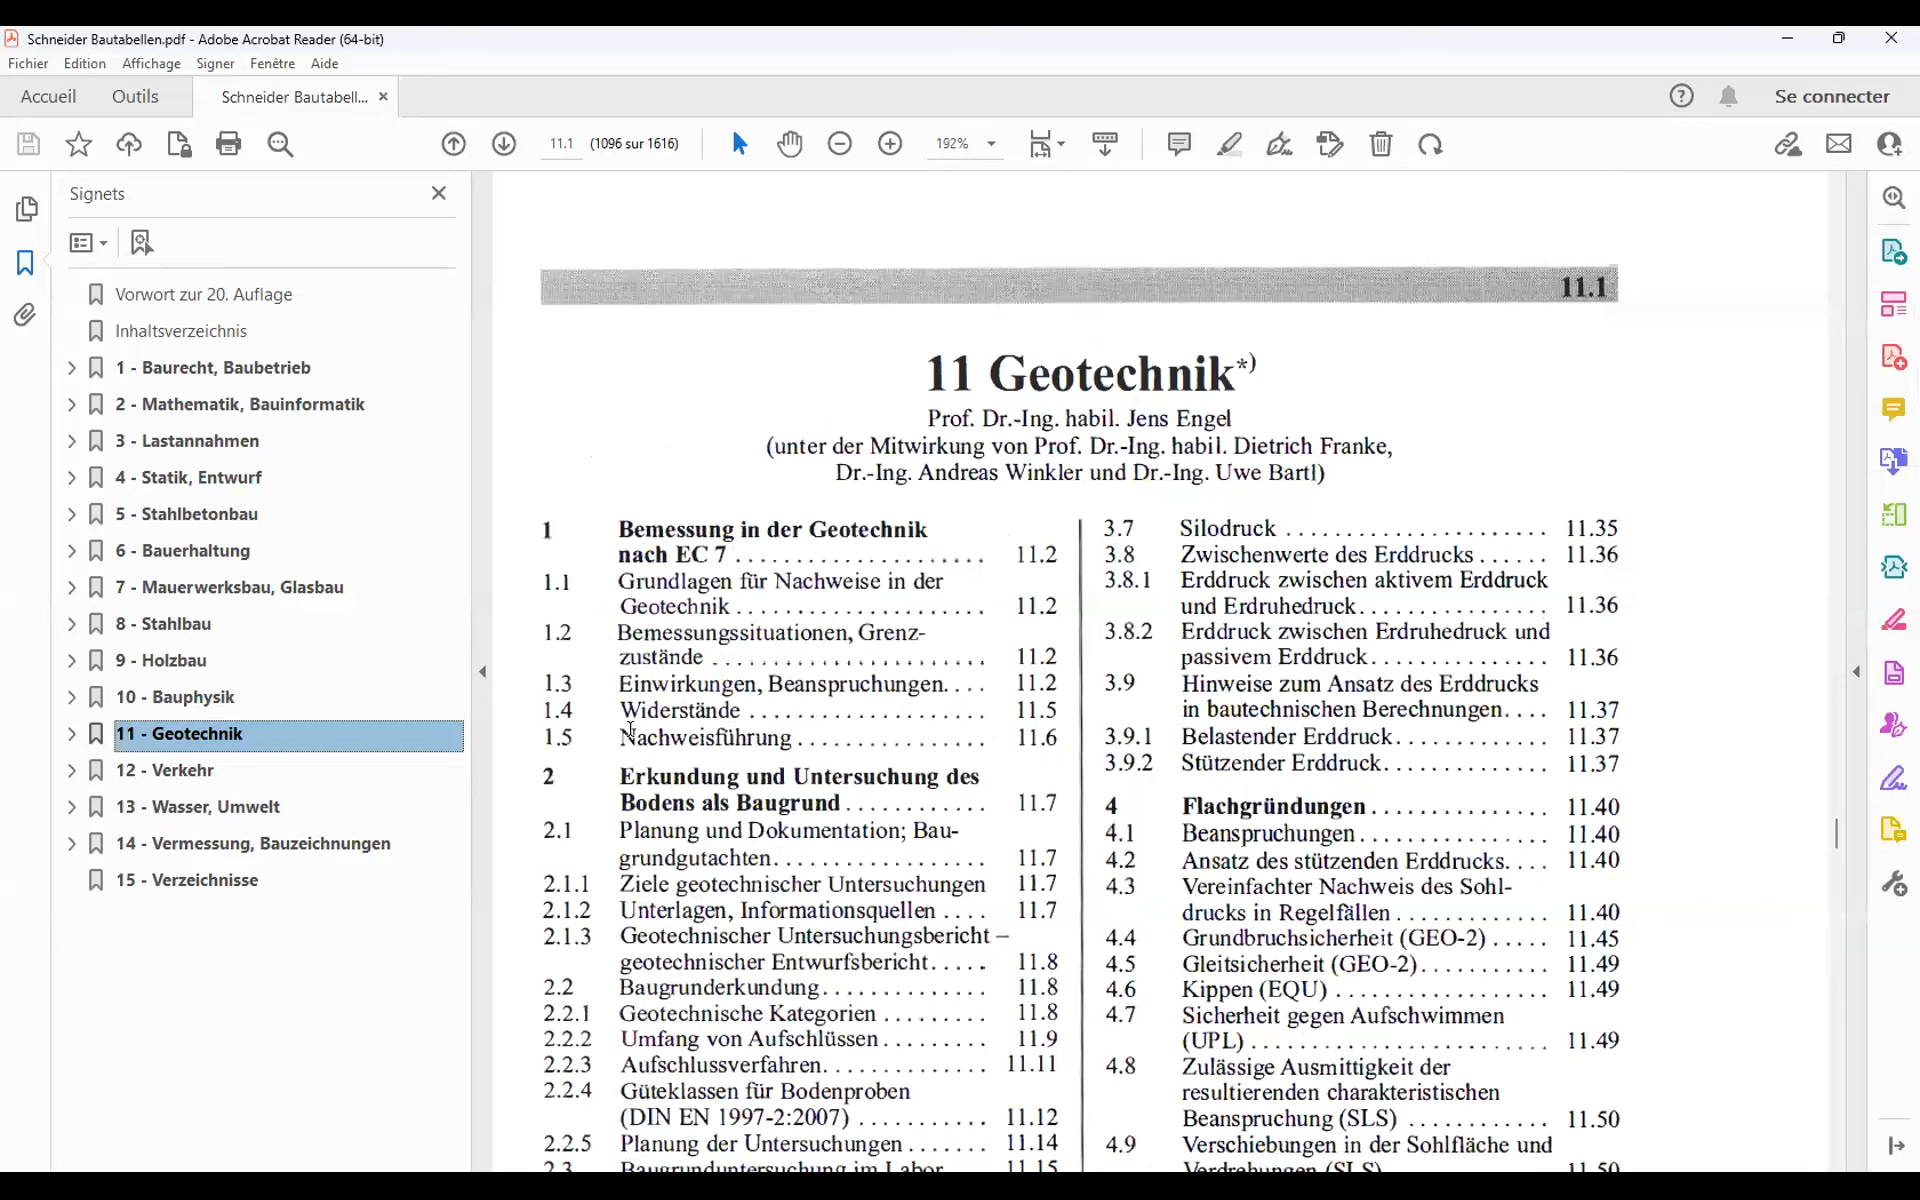 Schneider Bautabellen.pdf - Adobe Acrobat Reader (64-bit)
Fichier Edition Affichage Signer Fenêtre Aide
Accueil Outils Schneider Bautabell... Se connecter
11.1 (1096 sur 1616) 192%
Signets
Vorwort zur 20. Auflage
Inhaltsverzeichnis
1 - Baurecht, Baubetrieb
2 - Mathematik, Bauinformatik
3 - Lastannahmen
4 - Statik, Entwurf
5 - Stahlbetonbau
6 - Bauerhaltung
7 - Mauerwerksbau, Glasbau
8 - Stahlbau
9 - Holzbau
10 - Bauphysik
11 - Geotechnik
12 - Verkehr
13 - Wasser, Umwelt
14 - Vermessung, Bauzeichnungen
15 - Verzeichnisse
11.1
11 Geotechnik*)
Prof. Dr.-Ing. habil. Jens Engel
(unter der Mitwirkung von Prof. Dr.-Ing. habil. Dietrich Franke,
Dr.-Ing. Andreas Winkler und Dr.-Ing. Uwe Bartl)
1 Bemessung in der Geotechnik
nach EC 7 . . . . . . . . . . 11.2
1.1 Grundlagen für Nachweise in der
Geotechnik . . . . . . . . . . 11.2
1.2 Bemessungssituationen, Grenz-
zustände . . . . . . . . . . 11.2
1.3 Einwirkungen, Beanspruchungen. . . . 11.2
1.4 Widerstände . . . . . . . . . . 11.5
1.5 Nachweisführung . . . . . . . . . . 11.6
2 Erkundung und Untersuchung des
Bodens als Baugrund . . . . . . . . . . 11.7
2.1 Planung und Dokumentation; Bau-
grundgutachten. . . . . . . . . . 11.7
2.1.1 Ziele geotechnischer Untersuchungen 11.7
2.1.2 Unterlagen, Informationsquellen . . . . 11.7
2.1.3 Geotechnischer Untersuchungsbericht –
geotechnischer Entwurfsbericht. . . . . 11.8
2.2 Baugrunderkundung. . . . . . . . . . 11.8
2.2.1 Geotechnische Kategorien . . . . . . . . . 11.8
2.2.2 Umfang von Aufschlüssen . . . . . . . . . 11.9
2.2.3 Aufschlussverfahren. . . . . . . . . . 11.11
2.2.4 Güteklassen für Bodenproben
(DIN EN 1997-2:2007) . . . . . . . . . . 11.12
2.2.5 Planung der Untersuchungen . . . . . . . 11.14
2.3 Baugrunduntersuchung im Labor 11.15
3.7 Silodruck . . . . . . . . . . 11.35
3.8 Zwischenwerte des Erddrucks . . . . . . 11.36
3.8.1 Erddruck zwischen aktivem Erddruck
und Erdruhedruck. . . . . . . . . . 11.36
3.8.2 Erddruck zwischen Erdruhedruck und
passivem Erddruck. . . . . . . . . . 11.36
3.9 Hinweise zum Ansatz des Erddrucks
in bautechnischen Berechnungen. . . . 11.37
3.9.1 Belastender Erddruck. . . . . . . . . . 11.37
3.9.2 Stützender Erddruck. . . . . . . . . . 11.37
4 Flachgründungen . . . . . . . . . . 11.40
4.1 Beanspruchungen . . . . . . . . . . 11.40
4.2 Ansatz des stützenden Erddrucks. . . . 11.40
4.3 Vereinfachter Nachweis des Sohl-
drucks in Regelfällen . . . . . . . . . . 11.40
4.4 Grundbruchsicherheit (GEO-2) . . . . . 11.45
4.5 Gleitsicherheit (GEO-2). . . . . . . . . . 11.49
4.6 Kippen (EQU) . . . . . . . . . . 11.49
4.7 Sicherheit gegen Aufschwimmen
(UPL) . . . . . . . . . . 11.49
4.8 Zulässige Ausmittigkeit der
resultierenden charakteristischen
Beanspruchung (SLS) . . . . . . . . . . 11.50
4.9 Verschiebungen in der Sohlfläche und
Verdrehungen (SLS) 11.50